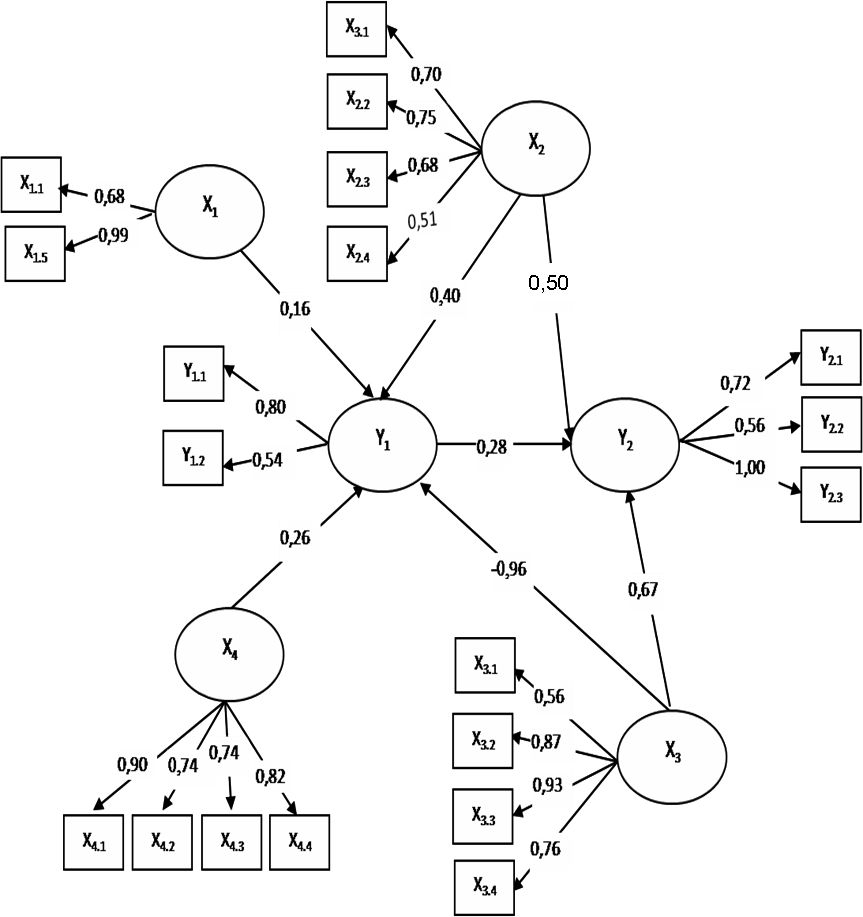 X3.1
0,70
X2.2
0,75
X2
X2.3
0,68
X2.4
0,51
X1.1
0,68
X1
X1.5
0,99
0,16
0,40
0,50
Y1.1
0,80
Y1.2
0,54
Y1
0,28
Y2
0,72
Y2.1
0,56
Y2.2
1,00
Y2.3
0,26
-0,96
0,67
X4
0,90
0,74
0,74
0,82
X4.1
X4.2
X4.3
X4.4
X3.1
0,56
X3.2
0,87
X3
X3.3
0,93
X3.4
0,76